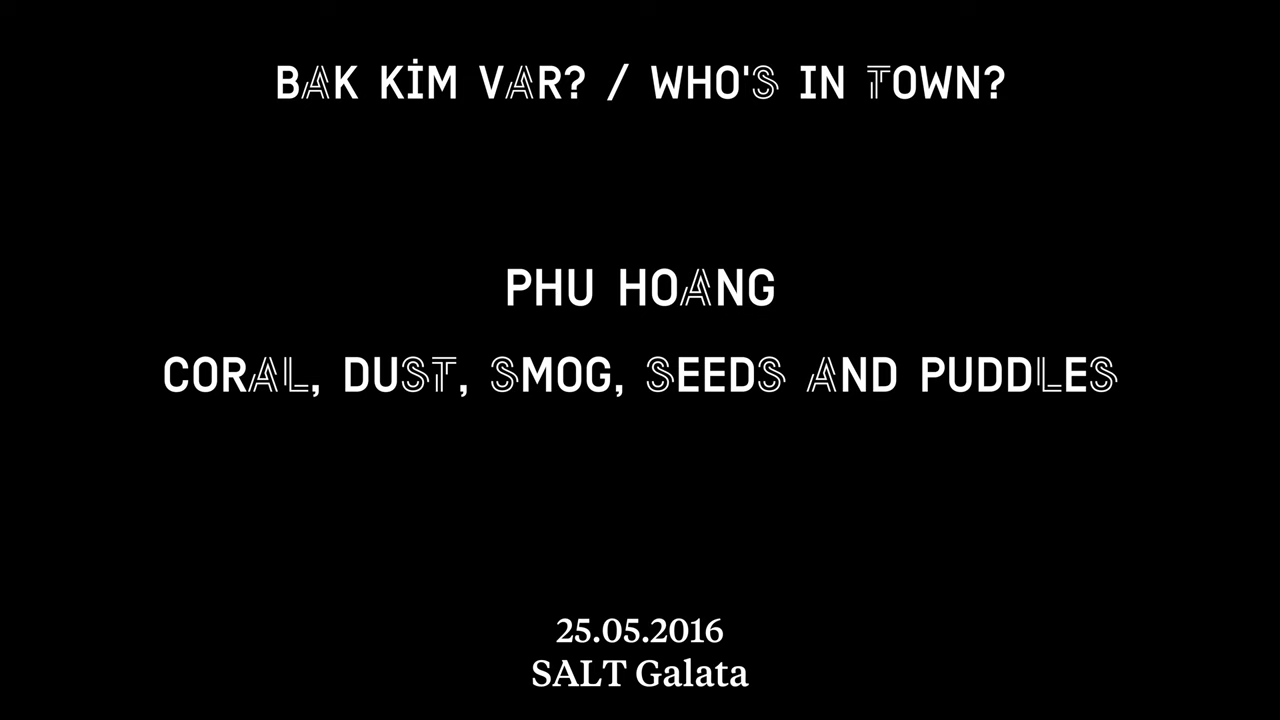 BAK KİM VAR? / WHO'S IN TOWN?
PHU HOANG
CORAL, DUST, SMOG, SEEDS AND PUDDLES
25.05.2016
SALT Galata